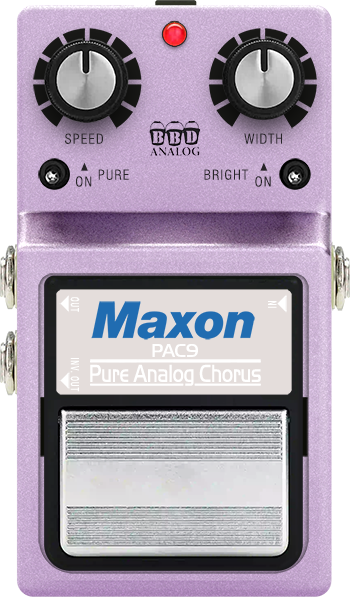 SPEED
WIDTH
BBD
ANALOG
ON PURE
BRIGHT ON
OUT
IN
Maxon
PAC9
INV. OUT
Pure Analog Chorus